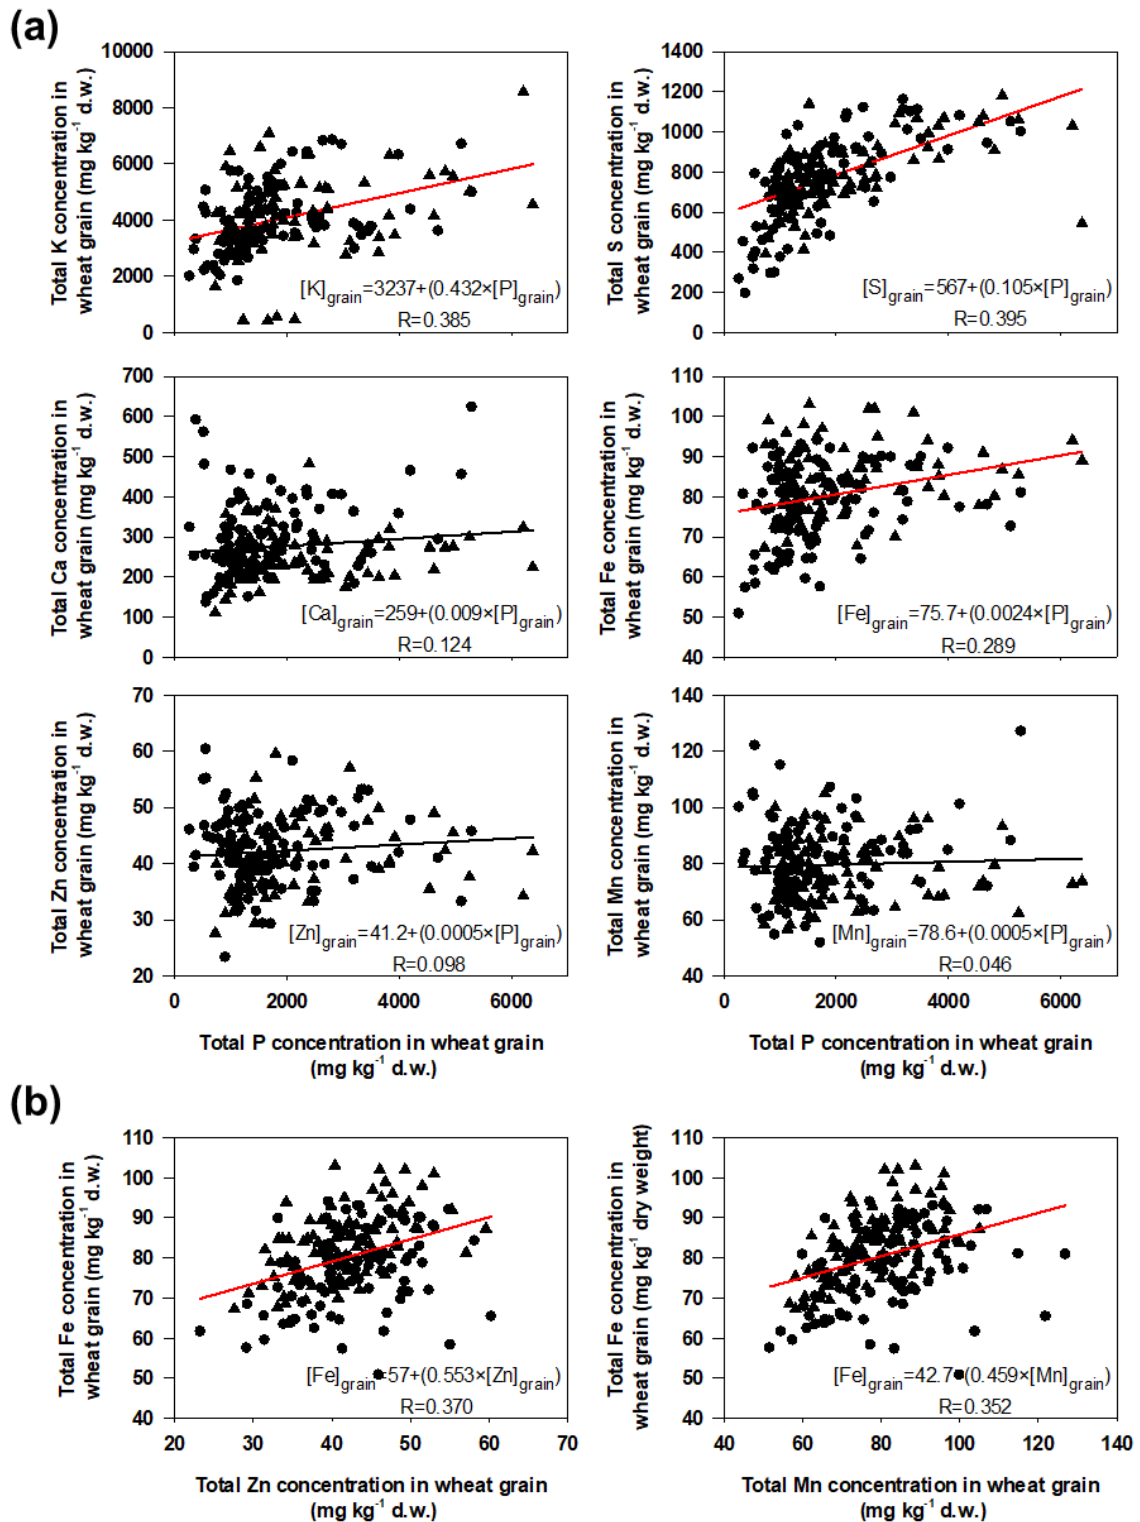 (a)
Total K concentration in
wheat grain (mg kg-1 d.w.)
10000
8000
6000
4000
2000
0
[K]grain=3237+(0.432×[P]grain)
R=0.385
Total S concentration in
wheat grain (mg kg-1 d.w.)
1400
1200
1000
800
600
400
200
0
[S]grain=567+(0.105×[P]grain)
R=0.395
Total Ca concentration in
wheat grain (mg kg-1 d.w.)
700
600
500
400
300
200
100
0
[Ca]grain=259+(0.009×[P]grain)
R=0.124
Total Fe concentration in
wheat grain (mg kg-1 d.w.)
110
100
90
80
70
60
50
40
[Fe]grain=75.7+(0.0024×[P]grain)
R=0.289
Total Zn concentration in
wheat grain (mg kg-1 d.w.)
70
60
50
40
30
20
[Zn]grain=41.2+(0.0005×[P]grain)
R=0.098
0 2000 4000 6000
Total P concentration in wheat grain
(mg kg-1 d.w.)
Total Mn concentration in
wheat grain (mg kg-1 d.w.)
140
120
100
80
60
40
[Mn]grain=78.6+(0.0005×[P]grain)
R=0.046
0 2000 4000 6000
Total P concentration in wheat grain
(mg kg-1 d.w.)
(b)
Total Fe concentration in
wheat grain (mg kg-1 d.w.)
110
100
90
80
70
60
50
40
[Fe]grain=57+(0.553×[Zn]grain)
R=0.370
20 30 40 50 60 70
Total Zn concentration in wheat grain
(mg kg-1 d.w.)
Total Fe concentration in
wheat grain (mg kg-1 dry weight)
110
100
90
80
70
60
50
40
[Fe]grain=42.7 (0.459×[Mn]grain)
R=0.352
40 60 80 100 120 140
Total Mn concentration in wheat grain
(mg kg-1 d.w.)